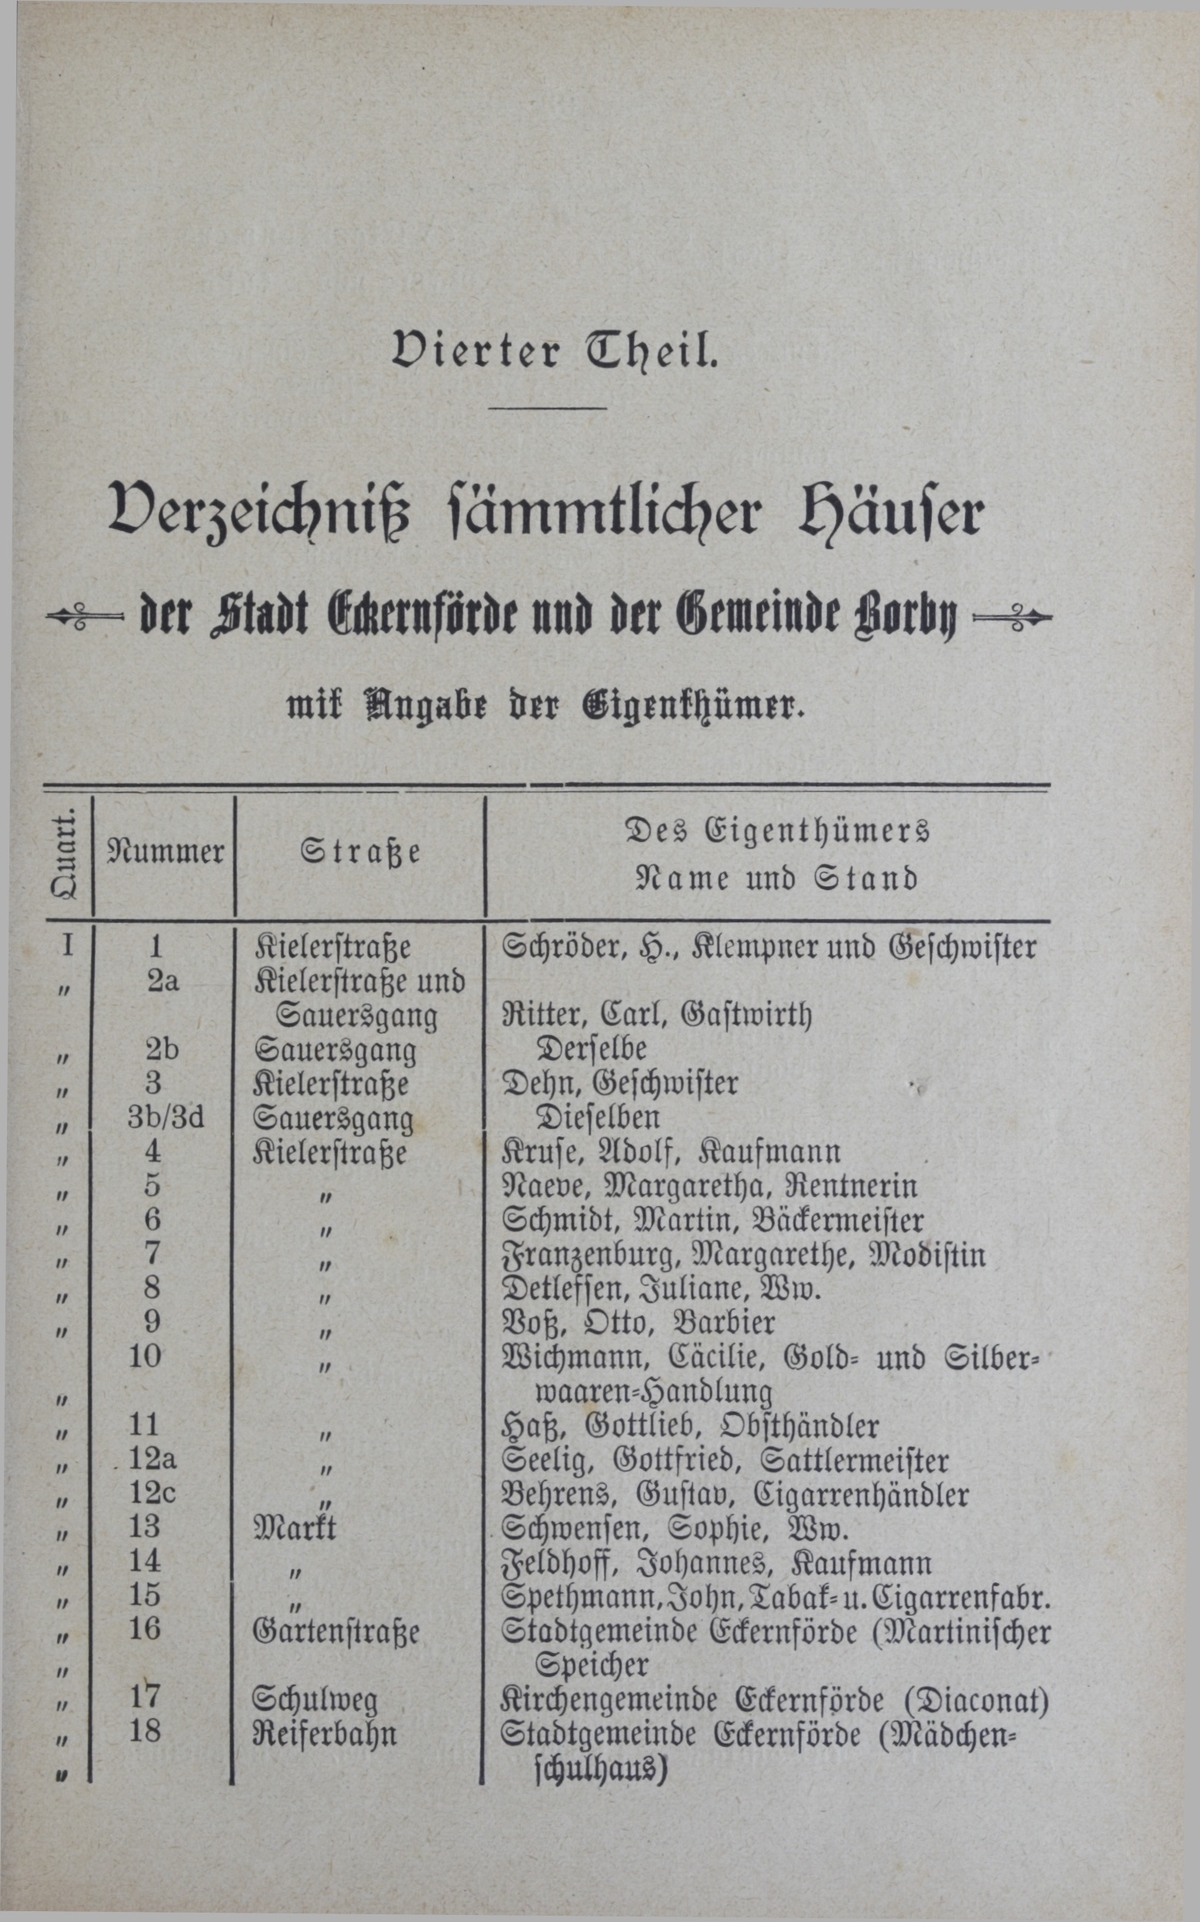 Vierter Theil.
Verzeichniß sämmtlicher Häuser
der Stadt Eckernförde und der Gemeinde Borby
mit Angabe der Eigenthümer.
Quart. Nummer Straße Des Eigenthümers
Name und Stand
I 1 Kielerstraße Schröder, H., Klempner und Geschwister
„ 2a Kielerstraße und
Sauersgang Ritter, Carl, Gastwirth
„ 2b Sauersgang Derselbe
„ 3 Kielerstraße Dehn, Geschwister
„ 3b/3d Sauersgang Dieselben
„ 4 Kielerstraße Kruse, Adolf, Kaufmann
„ 5 „ Naeve, Margaretha, Rentnerin
„ 6 „ Schmidt, Martin, Bäckermeister
„ 7 „ Franzenburg, Margarethe, Modistin
„ 8 „ Detlefsen, Juliane, Ww.
„ 9 „ Voß, Otto, Barbier
10 „ Wichmann, Cäcilie, Gold- und Silber-
„ waaren-Handlung
„ 11 „ Haß, Gottlieb, Obsthändler
„ 12a „ Seelig, Gottfried, Sattlermeister
„ 12c „ Behrens, Gustav, Cigarrenhändler
„ 13 Markt Schwensen, Sophie, Ww.
„ 14 „ Feldhoff, Johannes, Kaufmann
„ 15 „ Spethmann, John, Tabak- u. Cigarrenfabr.
„ 16 Gartenstraße Stadtgemeinde Eckernförde (Martinischer
„ Speicher
„ 17 Schulweg Kirchengemeinde Eckernförde (Diaconat)
„ 18 Reiferbahn Stadtgemeinde Eckernförde (Mädchen-
„ schulhaus)